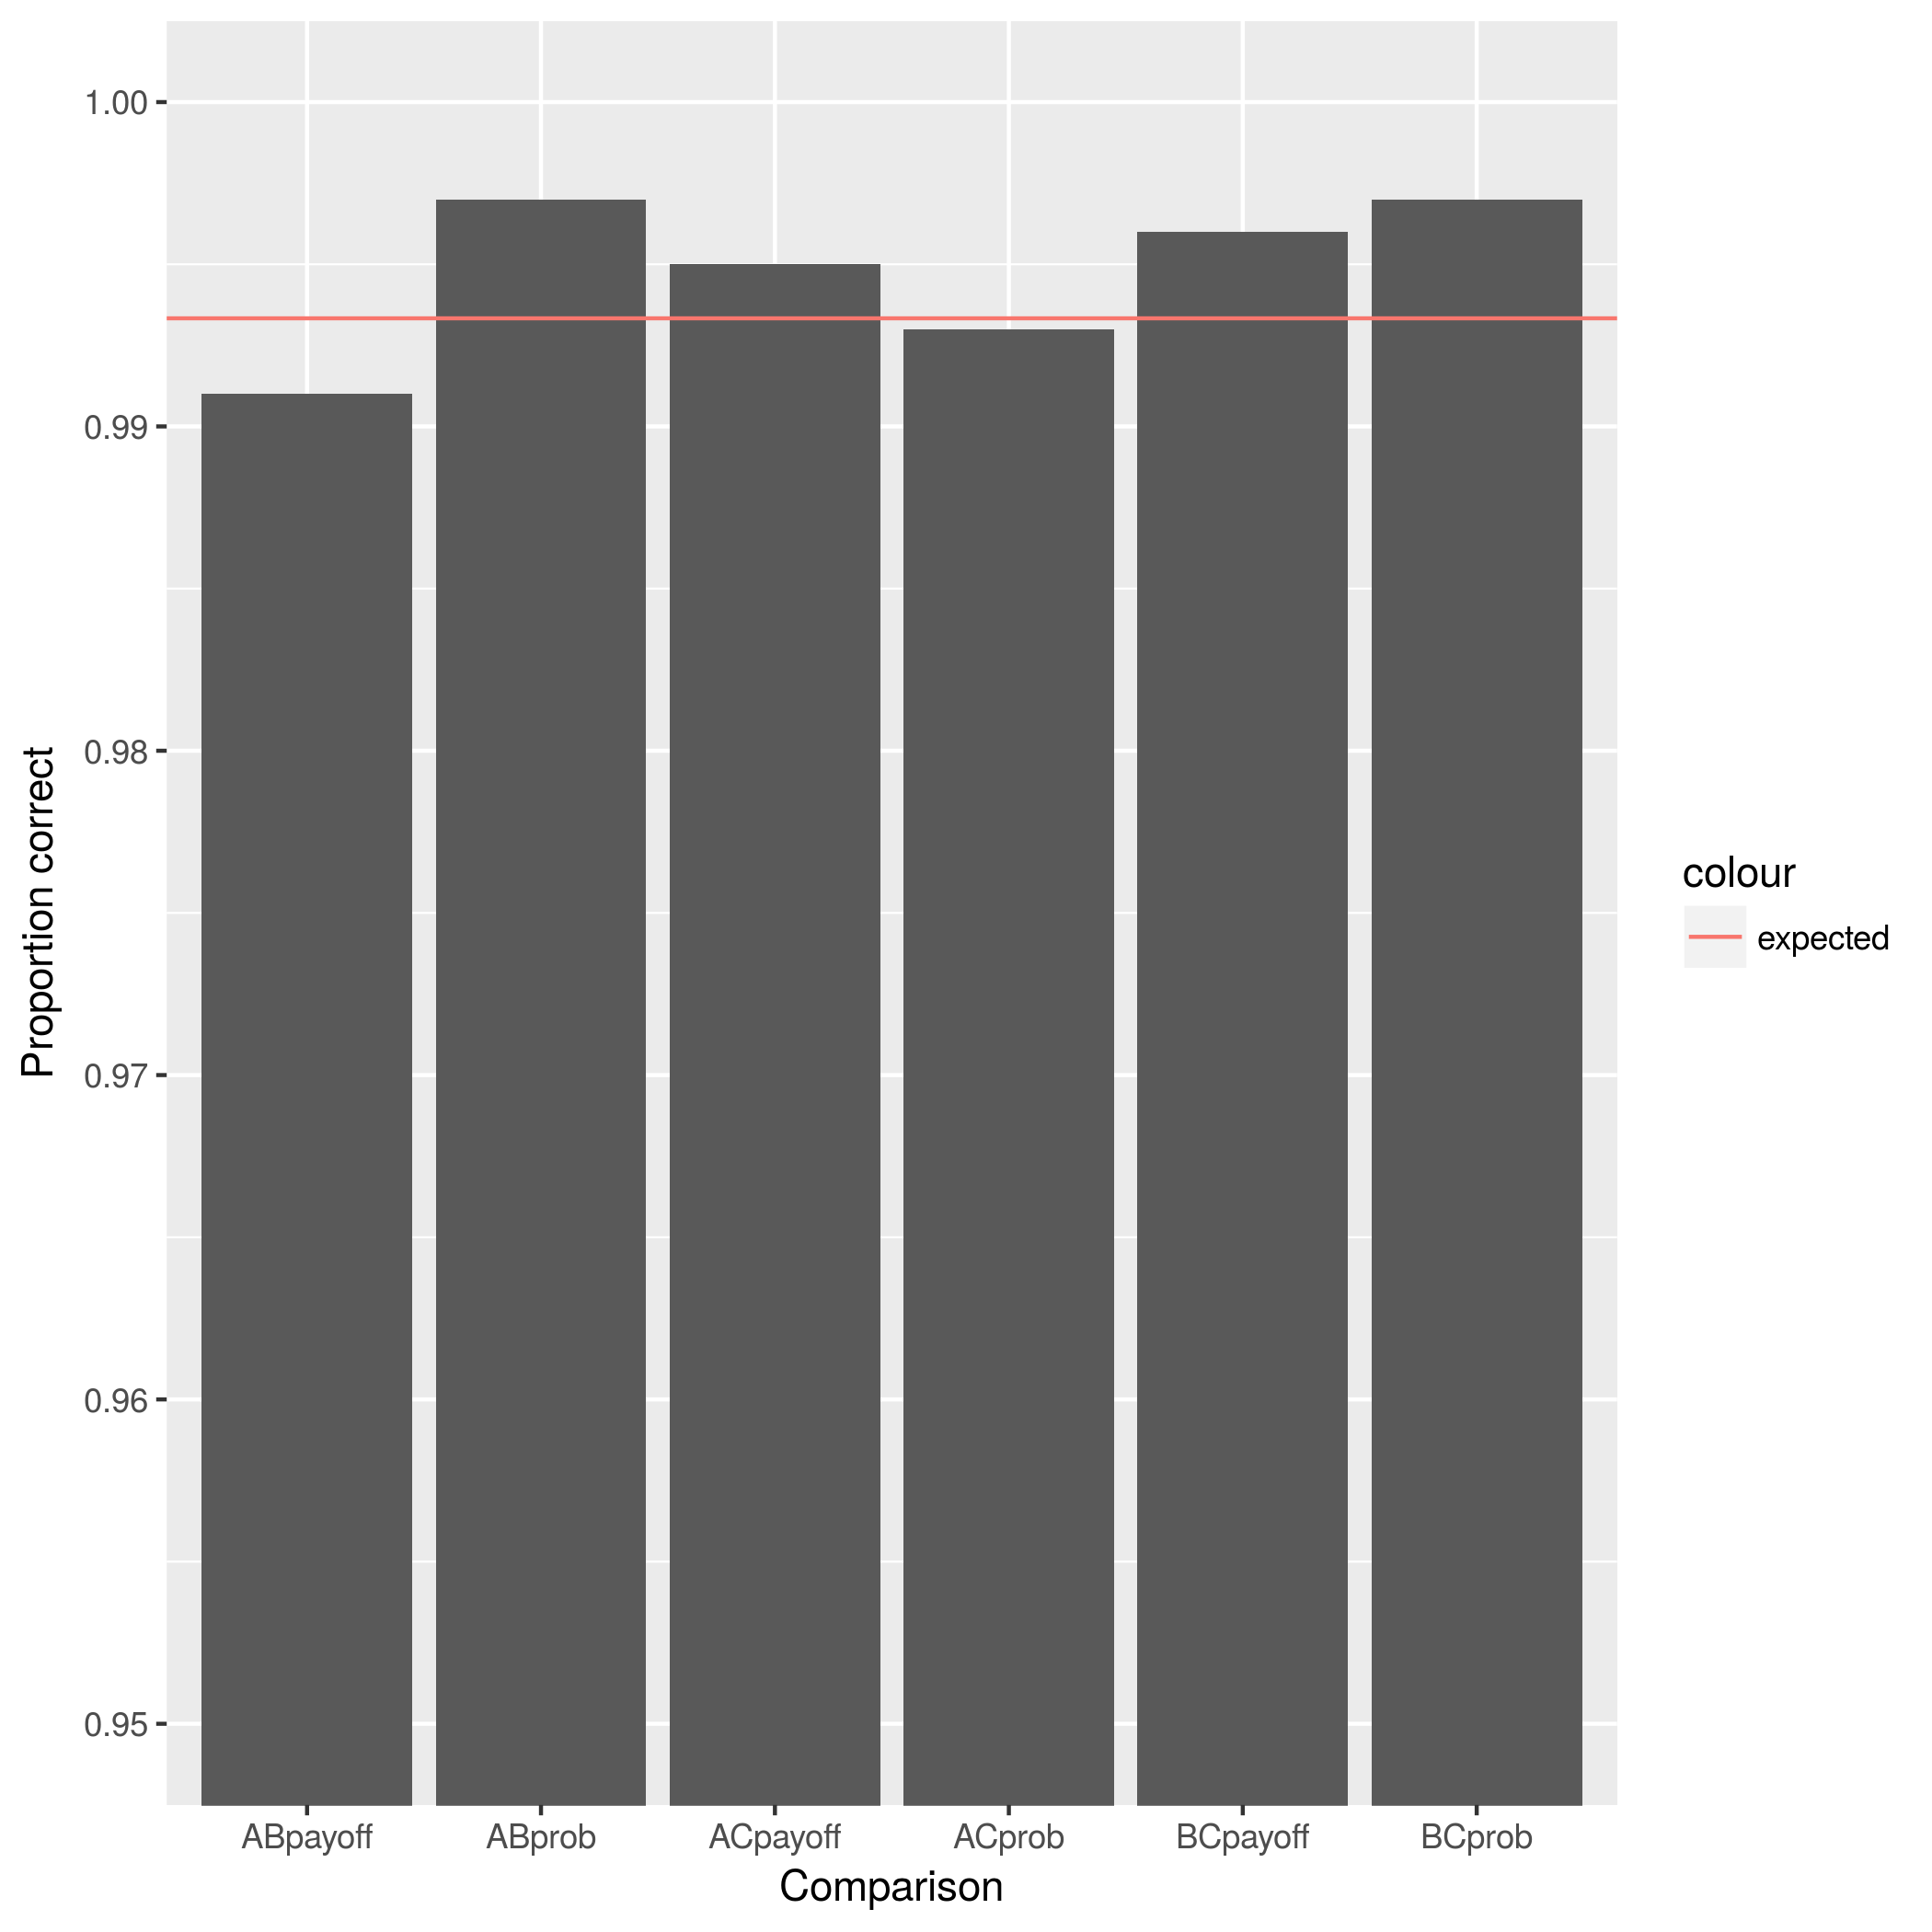 1.00
0.99
0.98
0.97
0.96
0.95
Proportion correct
ABpayoff
ABprob
ACpayoff
ACprob
BCpayoff
BCprob
Comparison
colour
expected